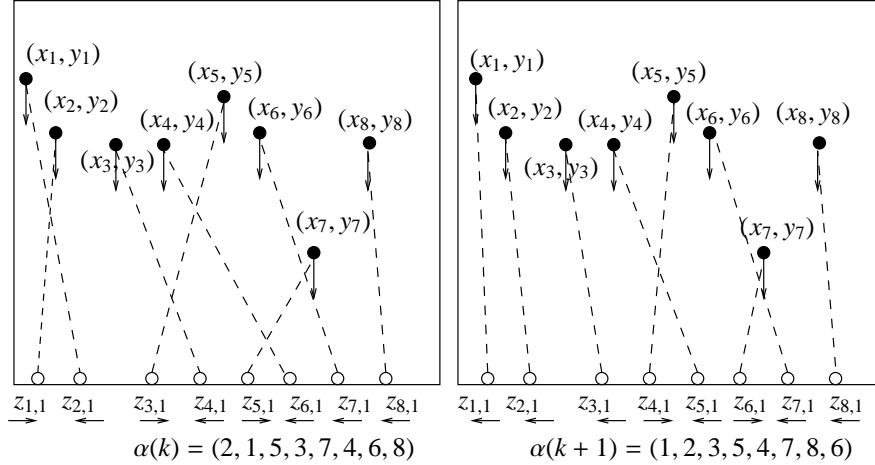 (x₁, y₁)
(x₂, y₂)
(x₃, y₃)
(x₄, y₄)
(x₅, y₅)
(x₆, y₆)
(x₇, y₇)
(x₈, y₈)
z₁,₁ z₂,₁ z₃,₁ z₄,₁ z₅,₁ z₆,₁ z₇,₁ z₈,₁
α(k) = (2, 1, 5, 3, 7, 4, 6, 8)
(x₁, y₁)
(x₂, y₂)
(x₃, y₃)
(x₄, y₄)
(x₅, y₅)
(x₆, y₆)
(x₇, y₇)
(x₈, y₈)
z₁,₁ z₂,₁ z₃,₁ z₄,₁ z₅,₁ z₆,₁ z₇,₁ z₈,₁
α(k + 1) = (1, 2, 3, 5, 4, 7, 8, 6)